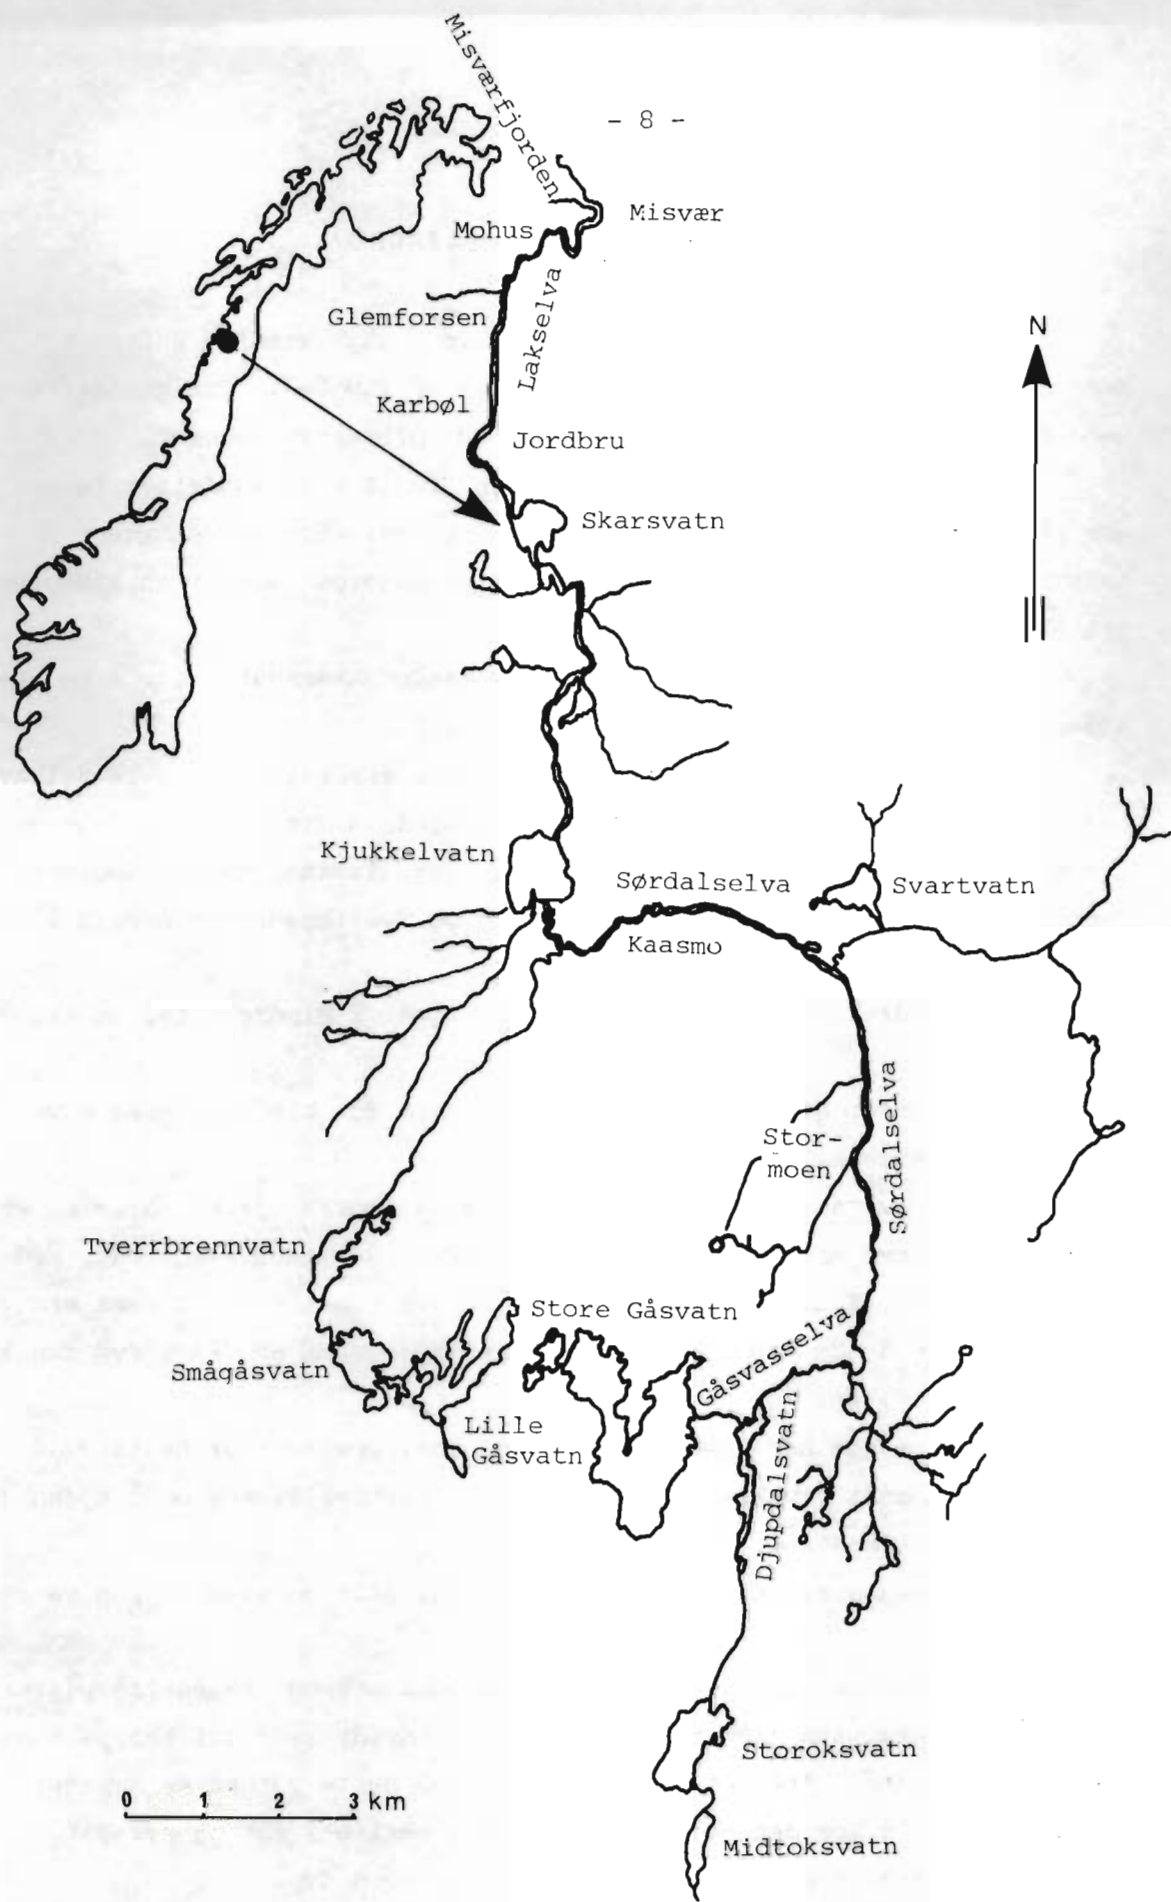 Misværfjorden
- 8 -
Misvær
Mohus
Lakselva
Glemforsen
N
Karbøl
Jordbru
Skarsvatn
Kjukkelvatn
Sørdalselva
Svartvatn
Kaasmo
Sørdalselva
Stor-
moen
Tverrbrennvatn
Store Gåsvatn
Gåsvasselva
Smågåsvatn
Lille
Gåsvatn
Djupdalsvatn
Storoksvatn
0 1 2 3 km
Midtoksvatn